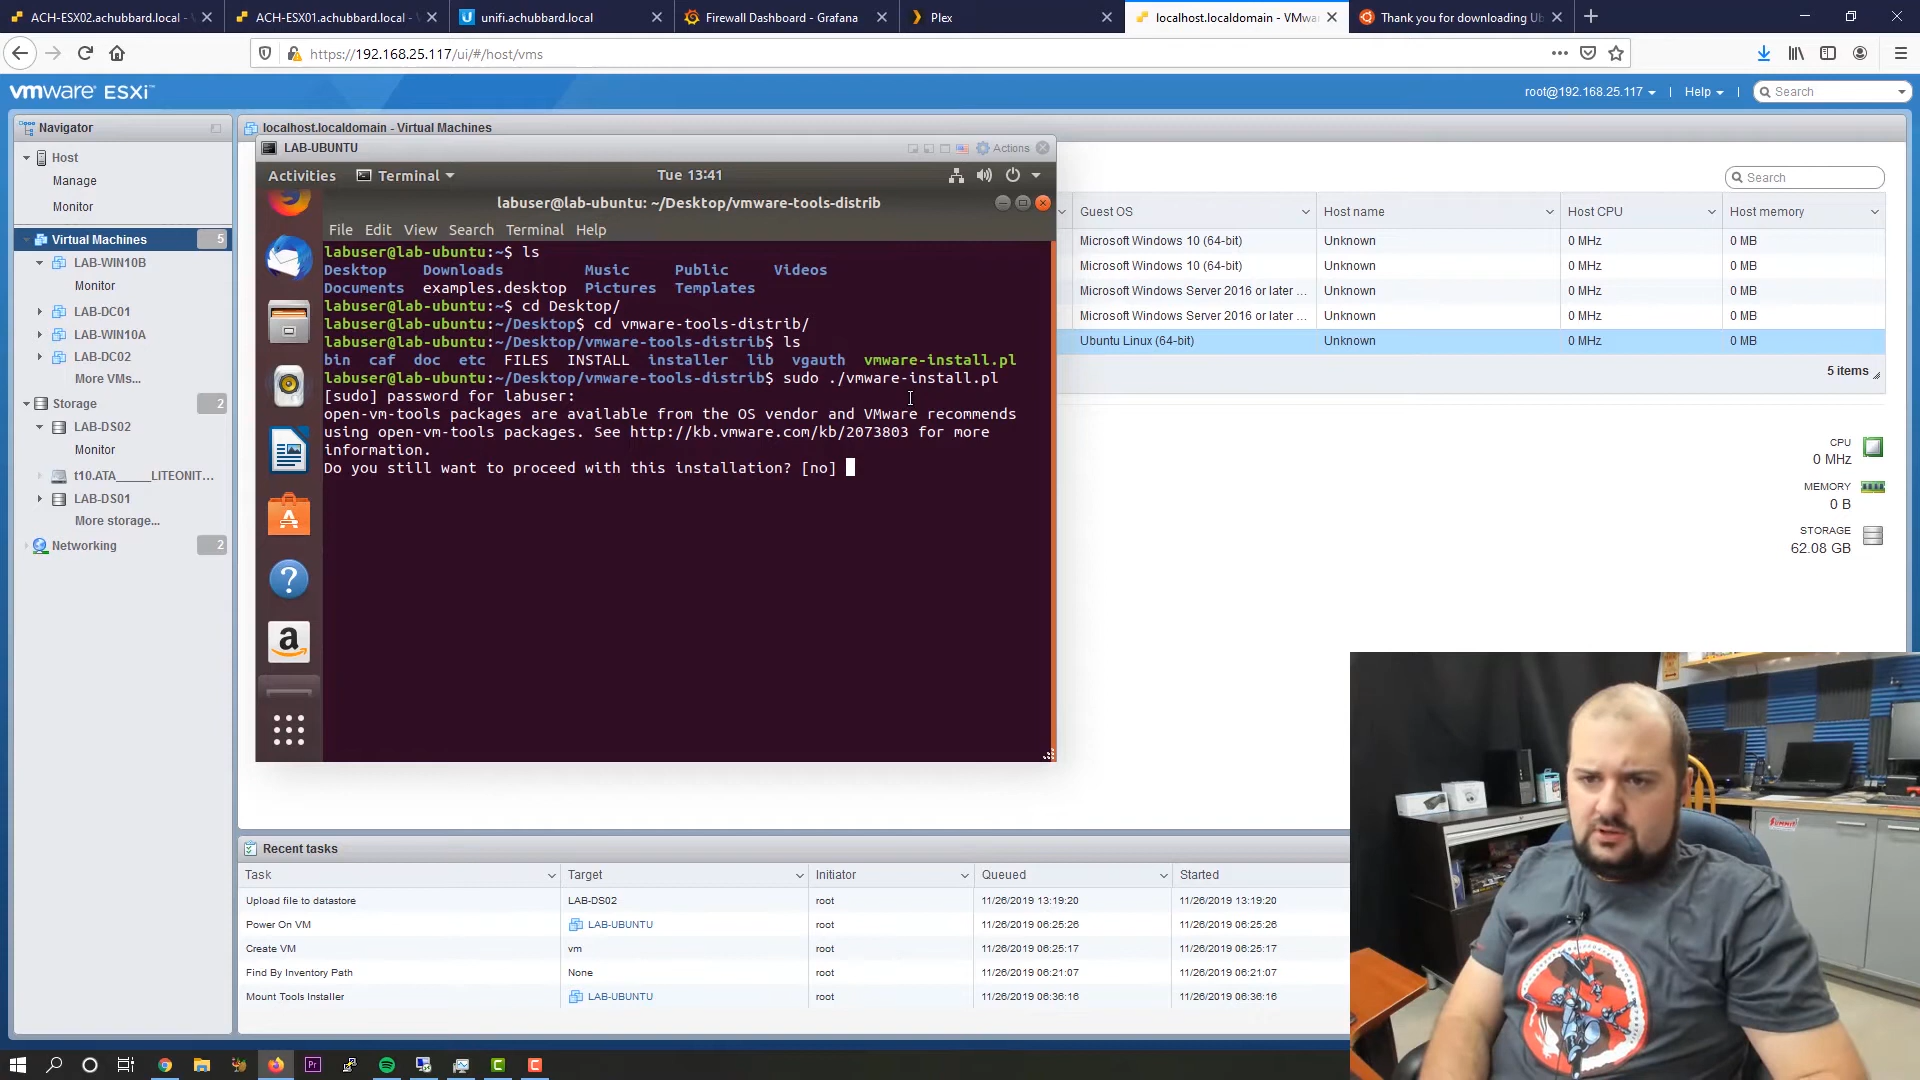 ACH-ESX02.achubbard.local -
ACH-ESX01.achubbard.local -
unifi.achubbard.local
Firewall Dashboard - Grafana
Plex
localhost.localdomain - VMwa
Thank you for downloading Ub
https://192.168.25.117/ui/#/host/vms
vmware ESXi™
root@192.168.25.117
Help
Search
Navigator
Host
Manage
Monitor
Virtual Machines 5
LAB-WIN10B
Monitor
LAB-DC01
LAB-WIN10A
LAB-DC02
More VMs...
Storage 2
LAB-DS02
Monitor
t10.ATA_____LITEONIT...
LAB-DS01
More storage...
Networking 2
localhost.localdomain - Virtual Machines
LAB-UBUNTU
Actions
Activities Terminal Tue 13:41
labuser@lab-ubuntu: ~/Desktop/vmware-tools-distrib
File Edit View Search Terminal Help
labuser@lab-ubuntu:~$ ls
Desktop Downloads Music Public Videos
Documents examples.desktop Pictures Templates
labuser@lab-ubuntu:~$ cd Desktop/
labuser@lab-ubuntu:~/Desktop$ cd vmware-tools-distrib/
labuser@lab-ubuntu:~/Desktop/vmware-tools-distrib$ ls
bin caf doc etc FILES INSTALL installer lib vgauth vmware-install.pl
labuser@lab-ubuntu:~/Desktop/vmware-tools-distrib$ sudo ./vmware-install.pl
[sudo] password for labuser:
open-vm-tools packages are available from the OS vendor and VMware recommends
using open-vm-tools packages. See http://kb.vmware.com/kb/2073803 for more
information.
Do you still want to proceed with this installation? [no]
Search
Guest OS Host name Host CPU Host memory
Microsoft Windows 10 (64-bit) Unknown 0 MHz 0 MB
Microsoft Windows 10 (64-bit) Unknown 0 MHz 0 MB
Microsoft Windows Server 2016 or later ... Unknown 0 MHz 0 MB
Microsoft Windows Server 2016 or later ... Unknown 0 MHz 0 MB
Ubuntu Linux (64-bit) Unknown 0 MHz 0 MB
5 items
CPU
0 MHz
MEMORY
0 B
STORAGE
62.08 GB
Recent tasks
Task Target Initiator Queued Started
Upload file to datastore LAB-DS02 root 11/26/2019 13:19:20 11/26/2019 13:19:20
Power On VM LAB-UBUNTU root 11/26/2019 06:25:26 11/26/2019 06:25:26
Create VM vm root 11/26/2019 06:25:17 11/26/2019 06:25:17
Find By Inventory Path None root 11/26/2019 06:21:07 11/26/2019 06:21:07
Mount Tools Installer LAB-UBUNTU root 11/26/2019 06:36:16 11/26/2019 06:36:16
SUMMIT